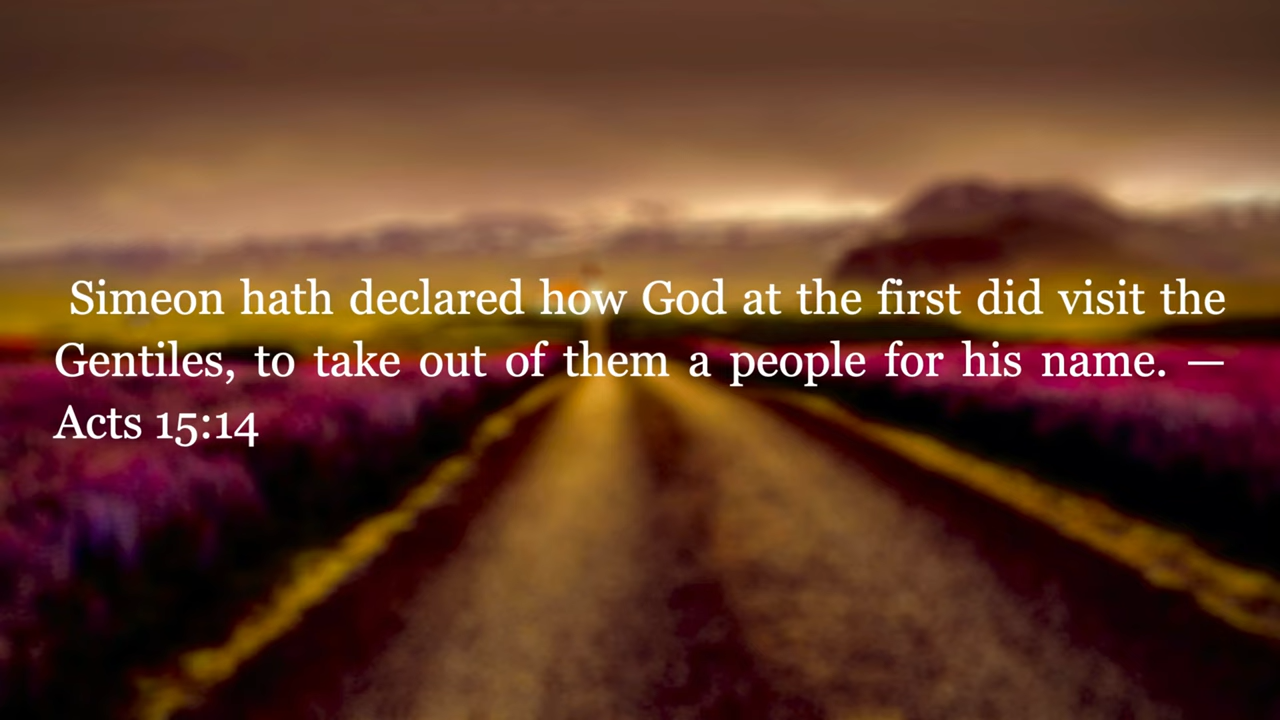 Simeon hath declared how God at the first did visit the
Gentiles, to take out of them a people for his name. —
Acts 15:14